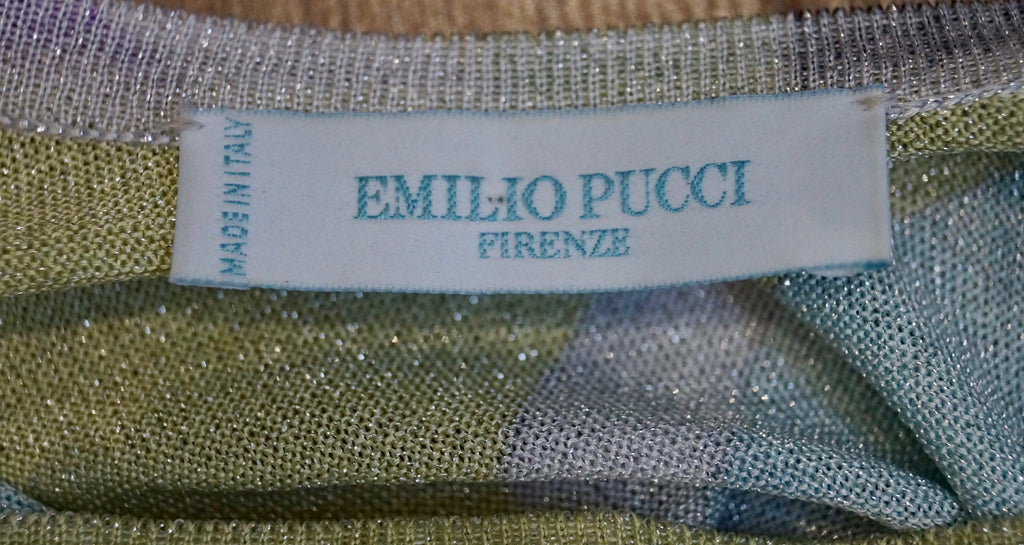 MADE IN ITALY
EMILIO PUCCI
FIRENZE